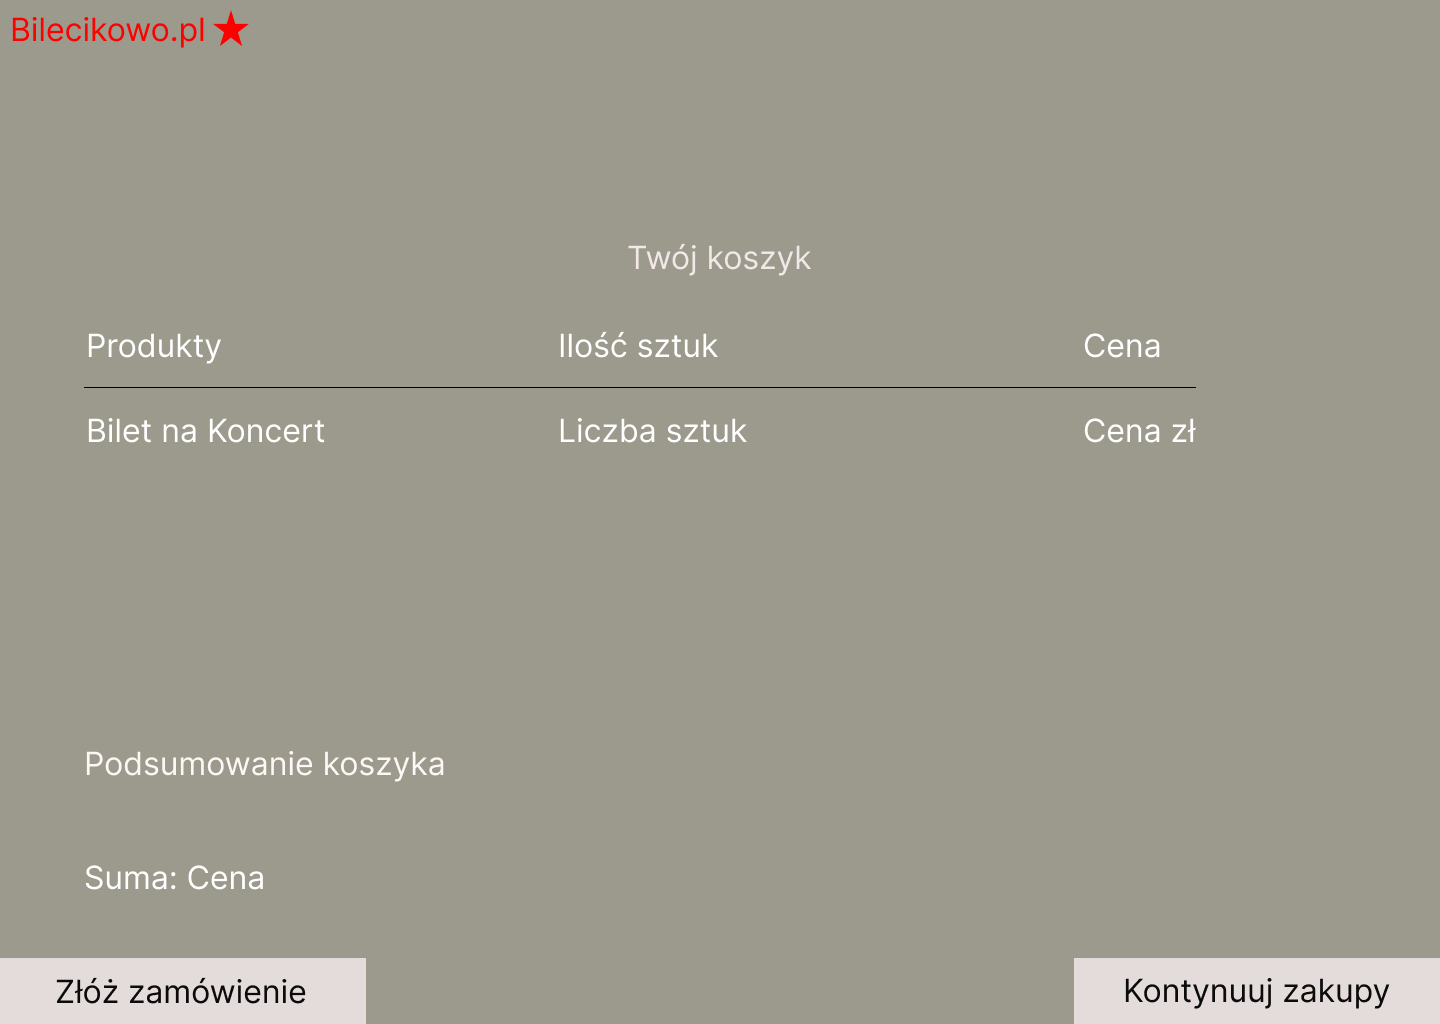 Bilecikowo.pl
Twój koszyk
Produkty Ilość sztuk Cena
Bilet na Koncert Liczba sztuk Cena zł
Podsumowanie koszyka
Suma: Cena
Złóż zamówienie Kontynuuj zakupy